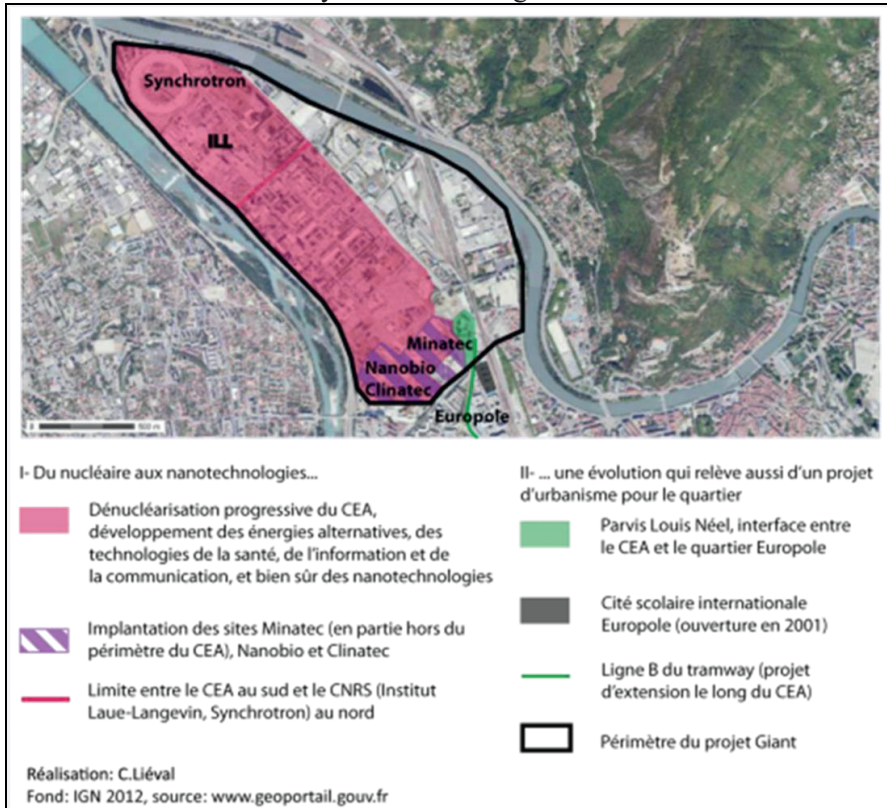 Synchrotron
ILL
Minatec
Nanobio
Clinatec
Europole
I- Du nucléaire aux nanotechnologies...
Dénucléarisation progressive du CEA,
développement des énergies alternatives, des
technologies de la santé, de l'information et de
la communication, et bien sûr des nanotechnologies
Implantation des sites Minatec (en partie hors du
périmètre du CEA), Nanobio et Clinatec
Limite entre le CEA au sud et le CNRS (Institut
Laue-Langevin, Synchrotron) au nord
Réalisation: C.Liéval
Fond: IGN 2012, source: www.geoportail.gouv.fr
II- ... une évolution qui relève aussi d'un projet
d'urbanisme pour le quartier
Parvis Louis Néel, interface entre
le CEA et le quartier Europole
Cité scolaire internationale
Europole (ouverture en 2001)
Ligne B du tramway (projet
d'extension le long du CEA)
Périmètre du projet Giant